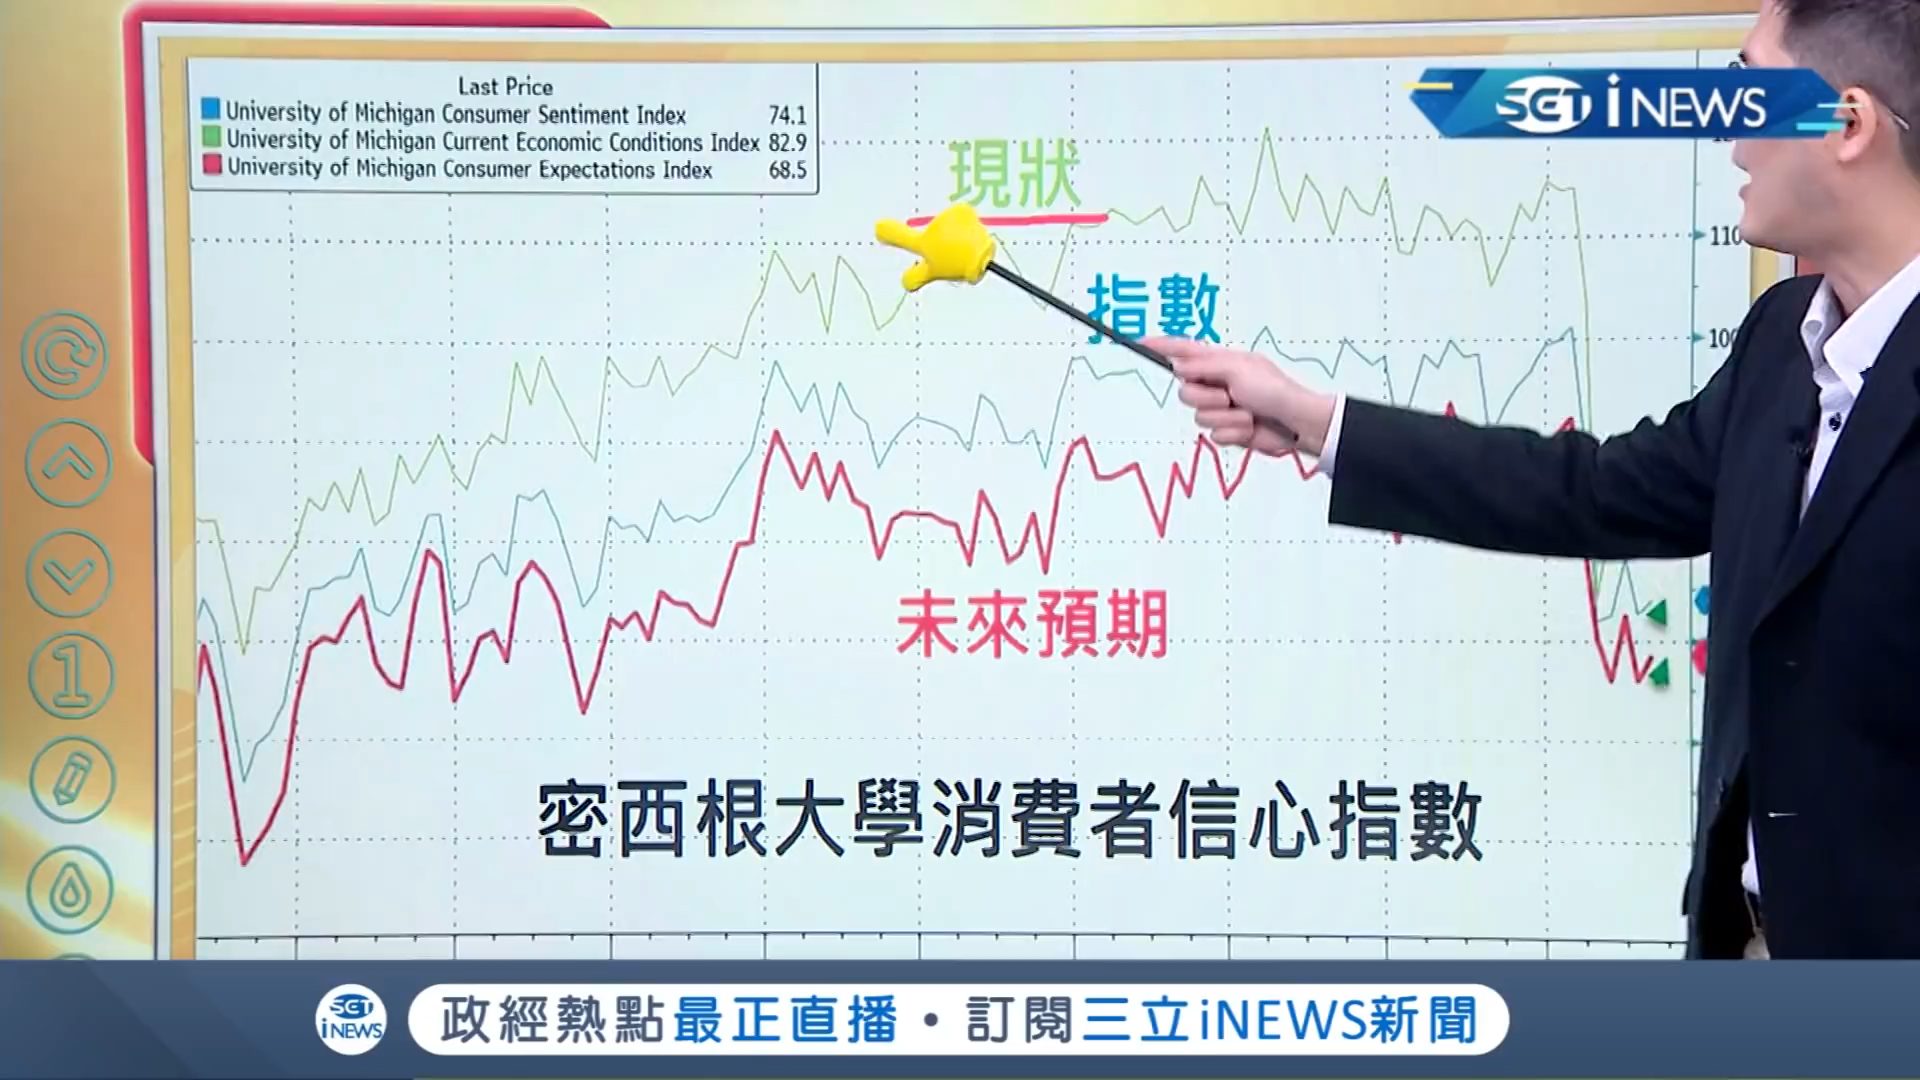 Last Price
University of Michigan Consumer Sentiment Index 74.1
University of Michigan Current Economic Conditions Index 82.9
University of Michigan Consumer Expectations Index 68.5
SET iNEWS
現狀
110
指數
100
未來預期
密西根大學消費者信心指數
1
SET iNEWS
政經熱點最正直播・訂閱三立iNEWS新聞